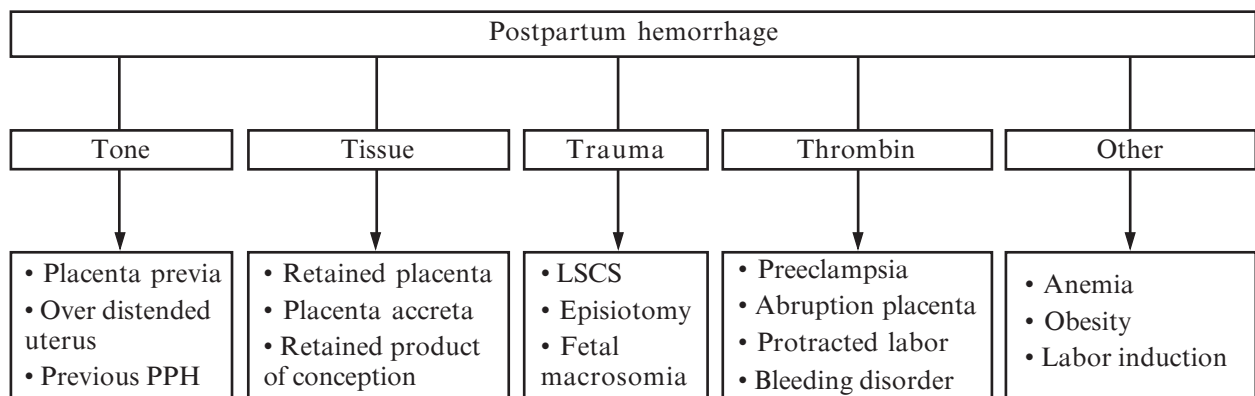 Postpartum hemorrhage
Tone
Tissue
Trauma
Thrombin
Other
• Placenta previa
• Over distended
uterus
• Previous PPH
• Retained placenta
• Placenta accreta
• Retained product
of conception
• LSCS
• Episiotomy
• Fetal
macrosomia
• Preeclampsia
• Abruption placenta
• Protracted labor
• Bleeding disorder
• Anemia
• Obesity
• Labor induction